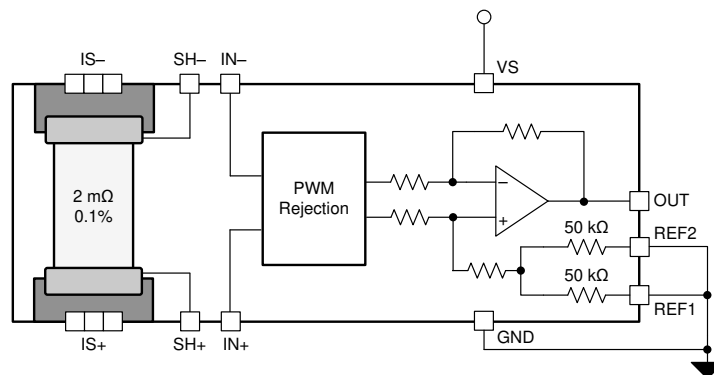 IS–
SH–
IN–
VS
2 mΩ
0.1%
PWM
Rejection
–
+
OUT
50 kΩ
REF2
50 kΩ
REF1
GND
IS+
SH+
IN+